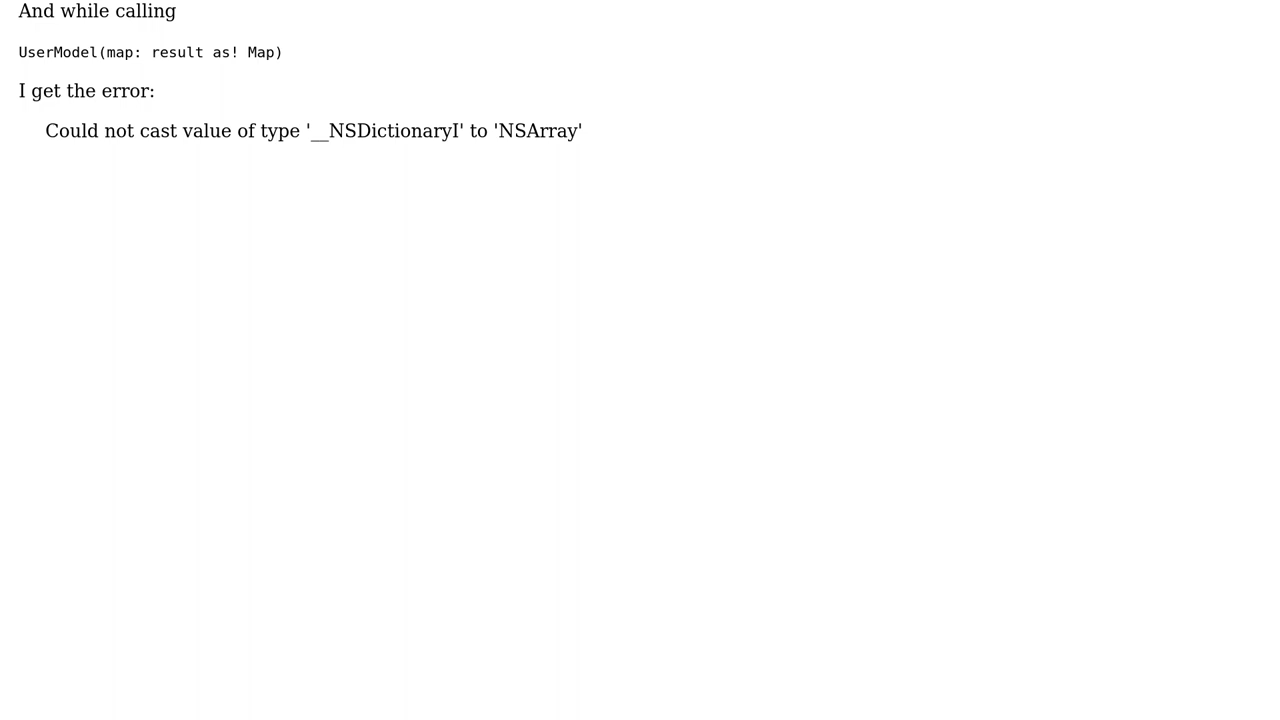 And while calling
UserModel(map: result as! Map)
I get the error:
Could not cast value of type '__NSDictionaryI' to 'NSArray'